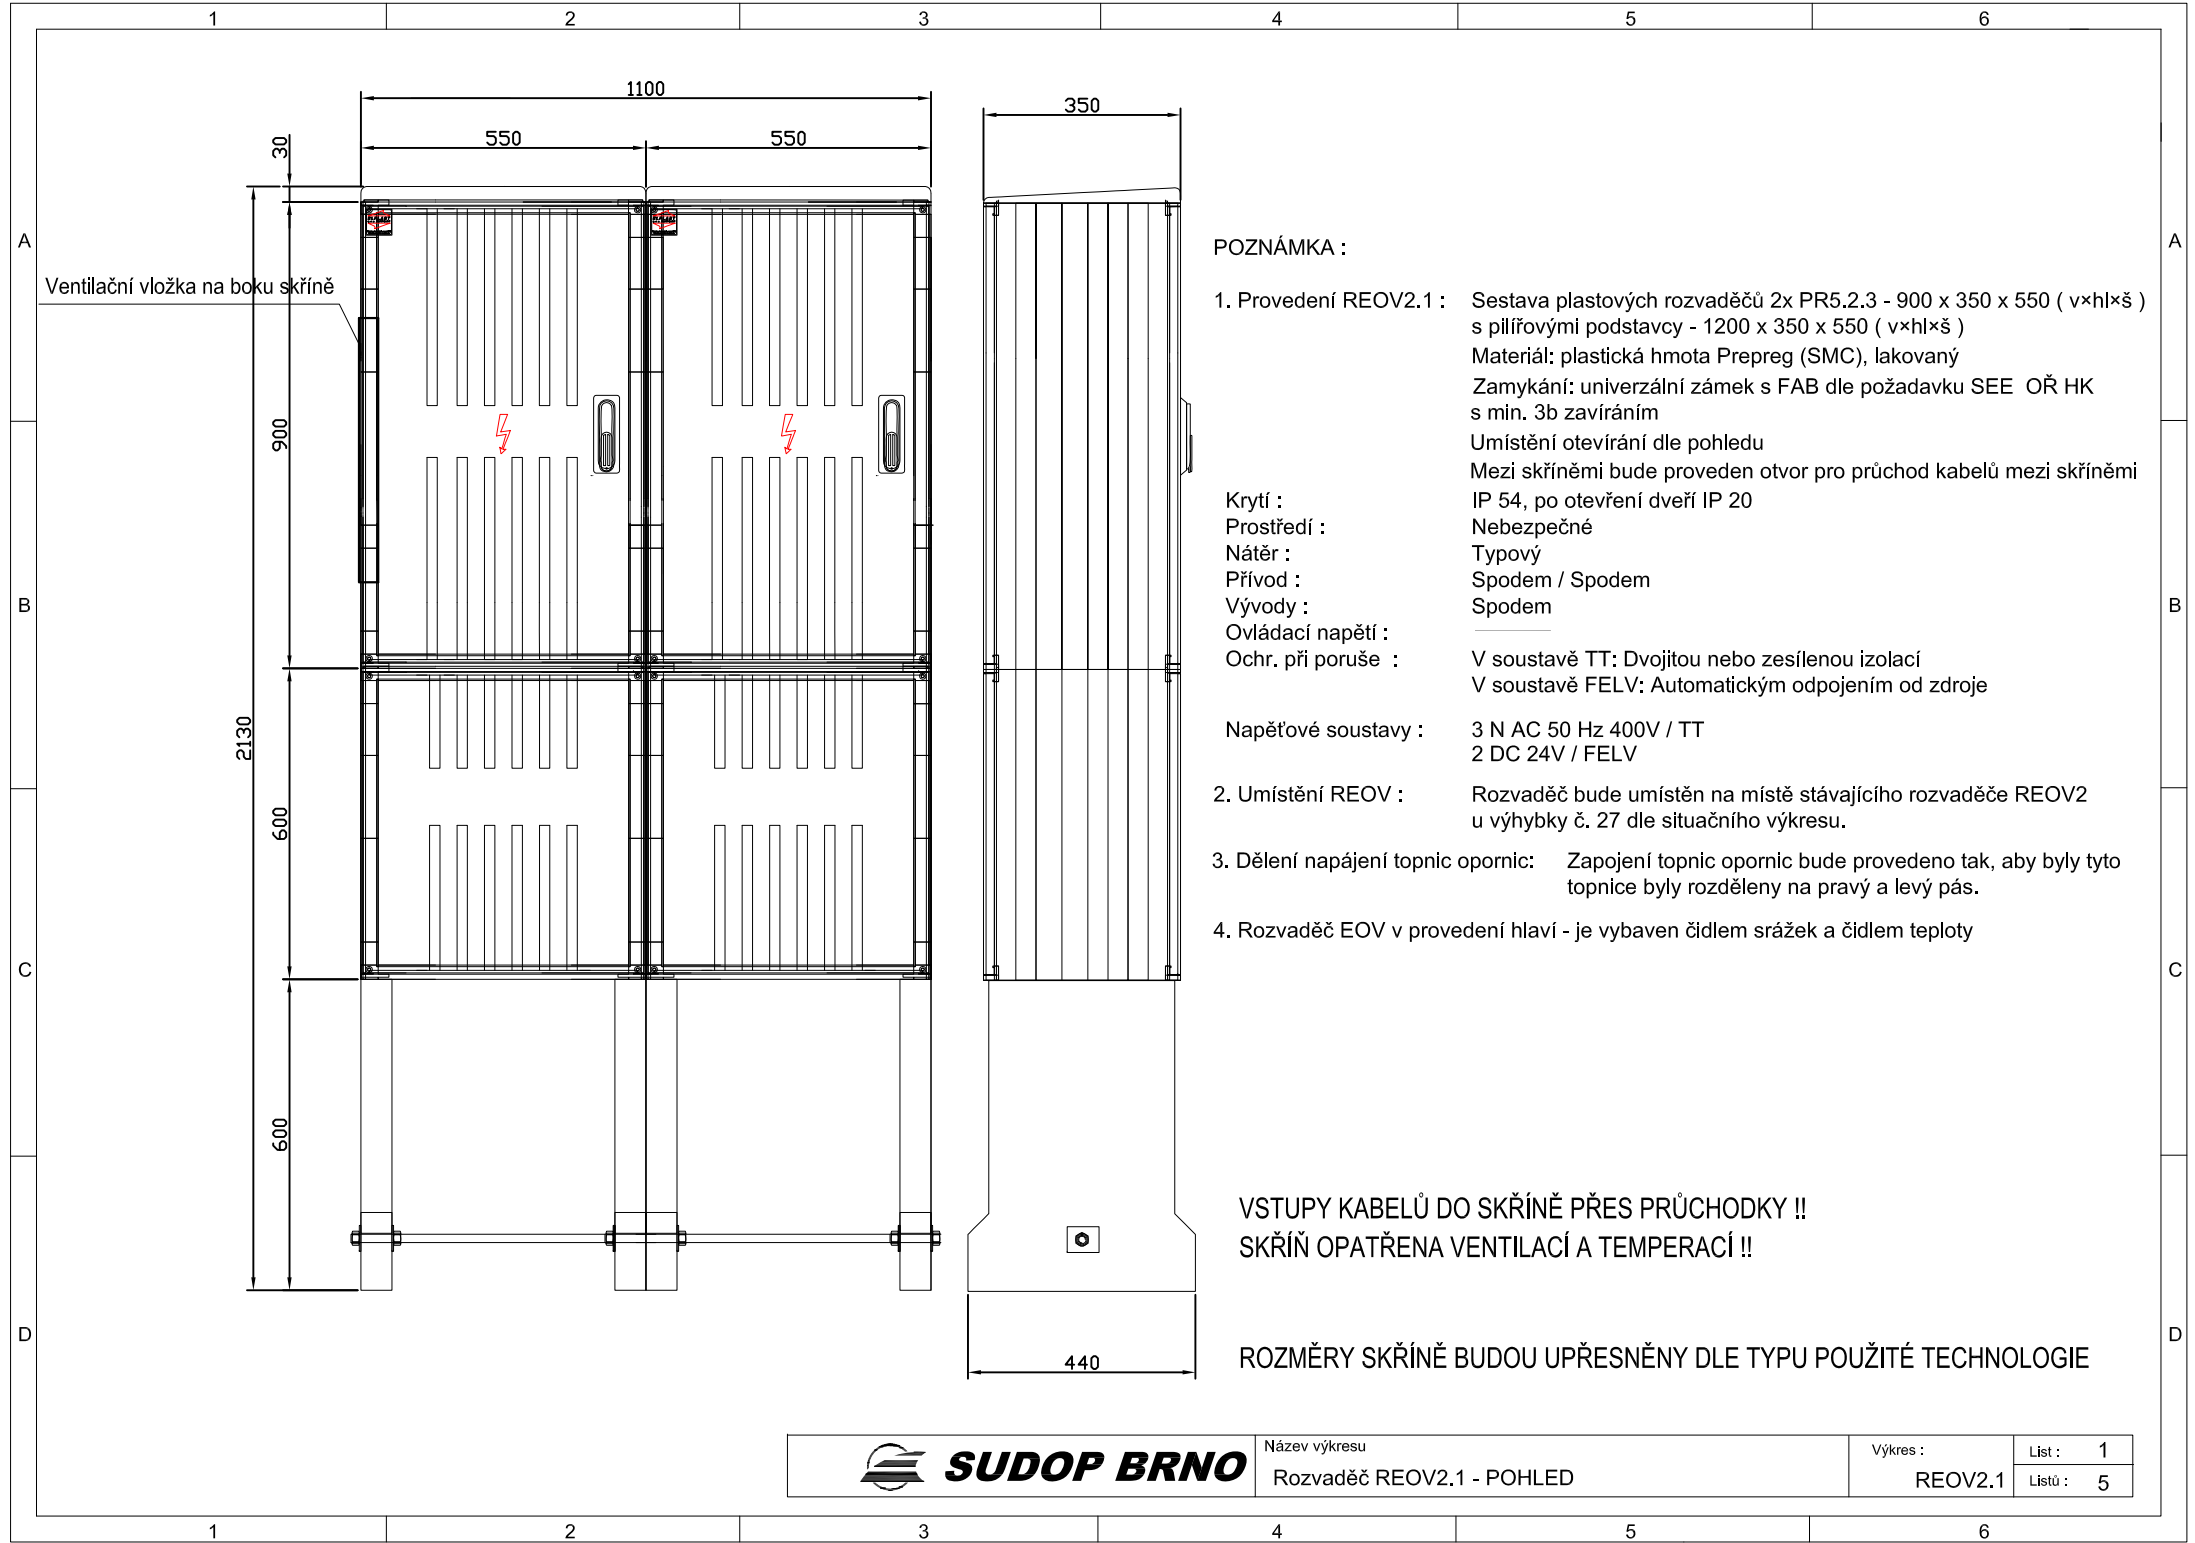 1 2 3 4 5 6
1100
350
550 550
30
A A
POZNÁMKA :
Ventilační vložka na boku skříně
1. Provedení REOV2.1 : Sestava plastových rozvaděčů 2x PR5.2.3 - 900 x 350 x 550 ( v×hl×š )
s pilířovými podstavcy - 1200 x 350 x 550 ( v×hl×š )
Materiál: plastická hmota Prepreg (SMC), lakovaný
Zamykání: univerzální zámek s FAB dle požadavku SEE OŘ HK
s min. 3b zavíráním
900
Umístění otevírání dle pohledu
Mezi skříněmi bude proveden otvor pro průchod kabelů mezi skříněmi
Krytí : IP 54, po otevření dveří IP 20
Prostředí : Nebezpečné
Nátěr : Typový
Přívod : Spodem / Spodem
B B
Vývody : Spodem
Ovládací napětí :
Ochr. při poruše : V soustavě TT: Dvojitou nebo zesílenou izolací
V soustavě FELV: Automatickým odpojením od zdroje
2130
Napěťové soustavy : 3 N AC 50 Hz 400V / TT
2 DC 24V / FELV
2. Umístění REOV : Rozvaděč bude umístěn na místě stávajícího rozvaděče REOV2
600
u výhybky č. 27 dle situačního výkresu.
3. Dělení napájení topnic opornic: Zapojení topnic opornic bude provedeno tak, aby byly tyto
topnice byly rozděleny na pravý a levý pás.
4. Rozvaděč EOV v provedení hlaví - je vybaven čidlem srážek a čidlem teploty
C C
600
VSTUPY KABELŮ DO SKŘÍNĚ PŘES PRŮCHODKY !!
SKŘÍŇ OPATŘENA VENTILACÍ A TEMPERACÍ !!
D D
440
ROZMĚRY SKŘÍNĚ BUDOU UPŘESNĚNY DLE TYPU POUŽITÉ TECHNOLOGIE
SUDOP BRNO
Název výkresu
Rozvaděč REOV2.1 - POHLED
Výkres :
REOV2.1
List : 1
Listů : 5
1 2 3 4 5 6